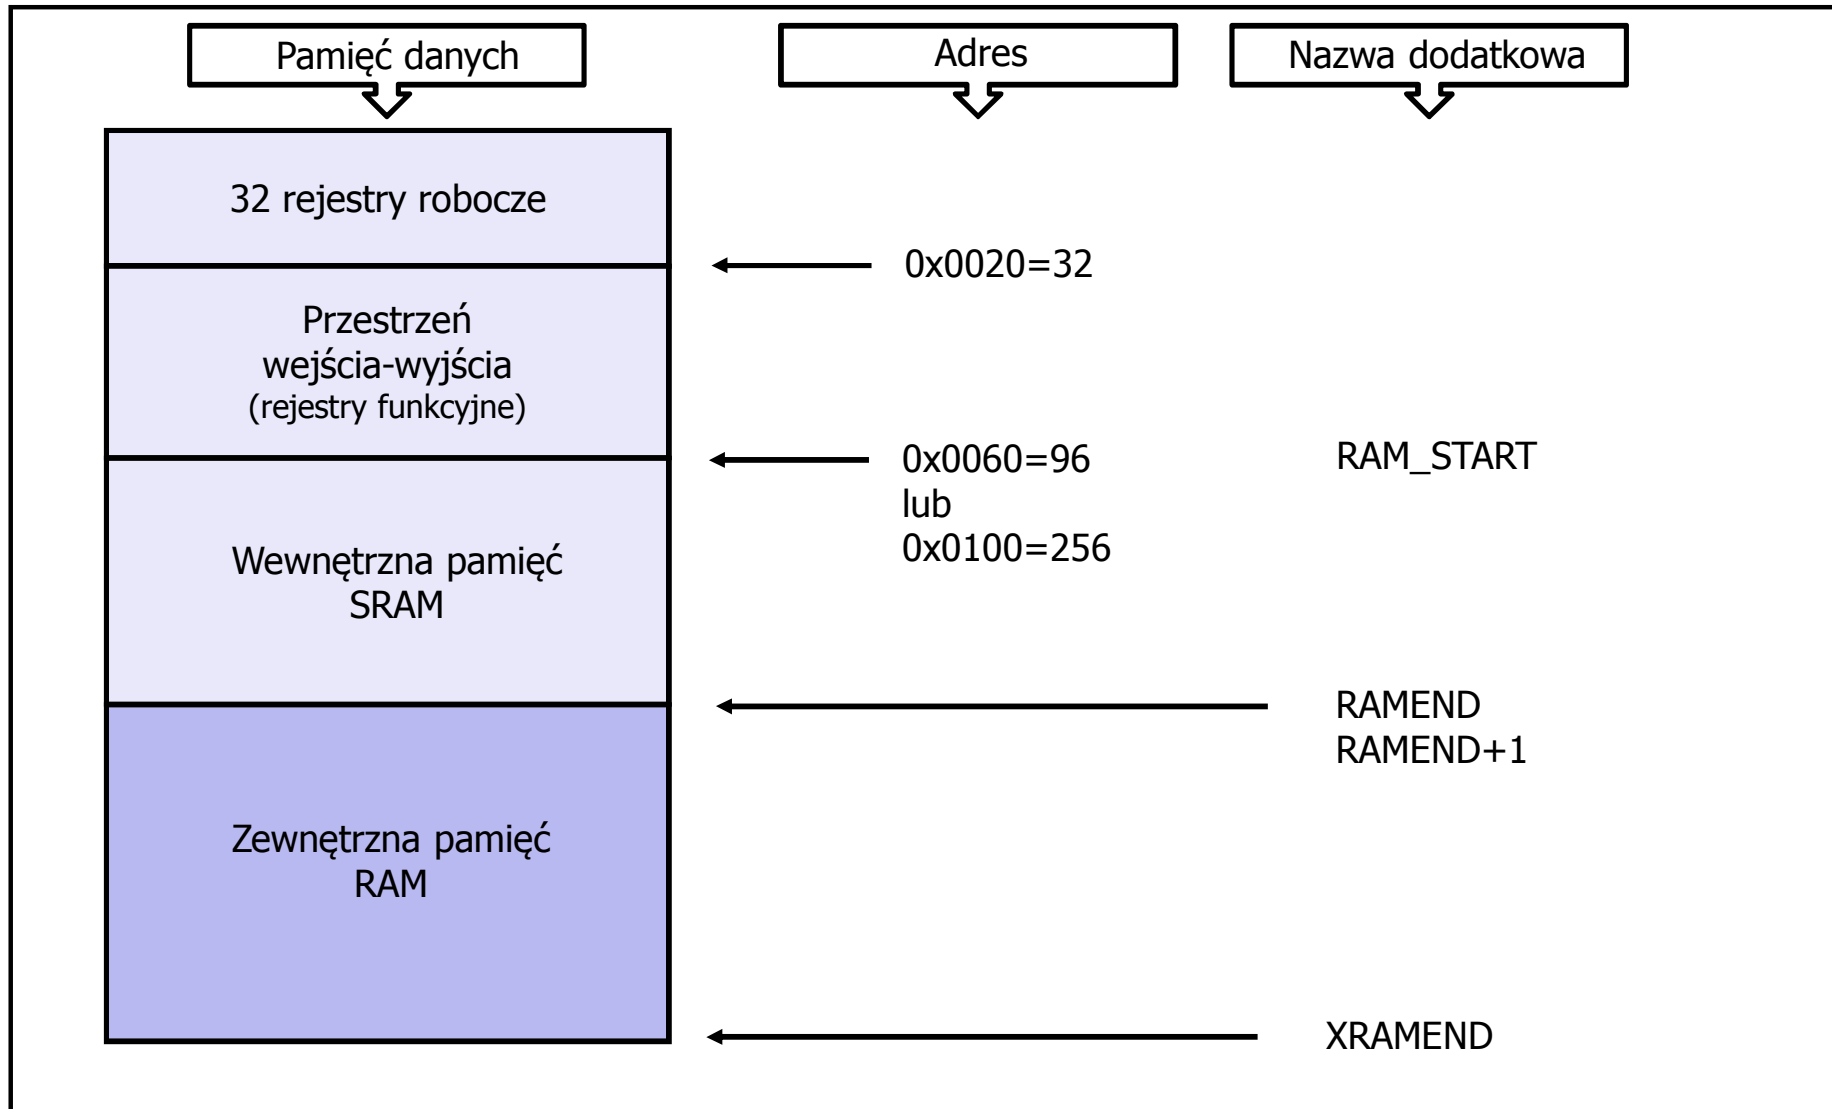 Pamięć danych
Adres
Nazwa dodatkowa
32 rejestry robocze
0x0020=32
Przestrzeń
wejścia-wyjścia
(rejestry funkcyjne)
0x0060=96
lub
0x0100=256
RAM_START
Wewnętrzna pamięć
SRAM
RAMEND
RAMEND+1
Zewnętrzna pamięć
RAM
XRAMEND